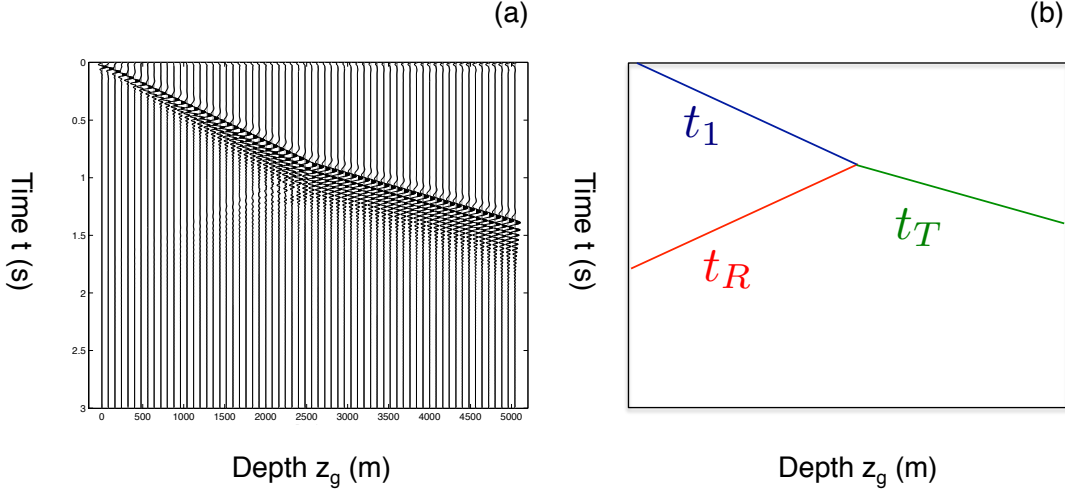 (a)
0
0.5
1
1.5
2
2.5
3
Time t (s)
0 500 1000 1500 2000 2500 3000 3500 4000 4500 5000
Depth z_g (m)
(b)
t_1
t_T
t_R
Time t (s)
Depth z_g (m)